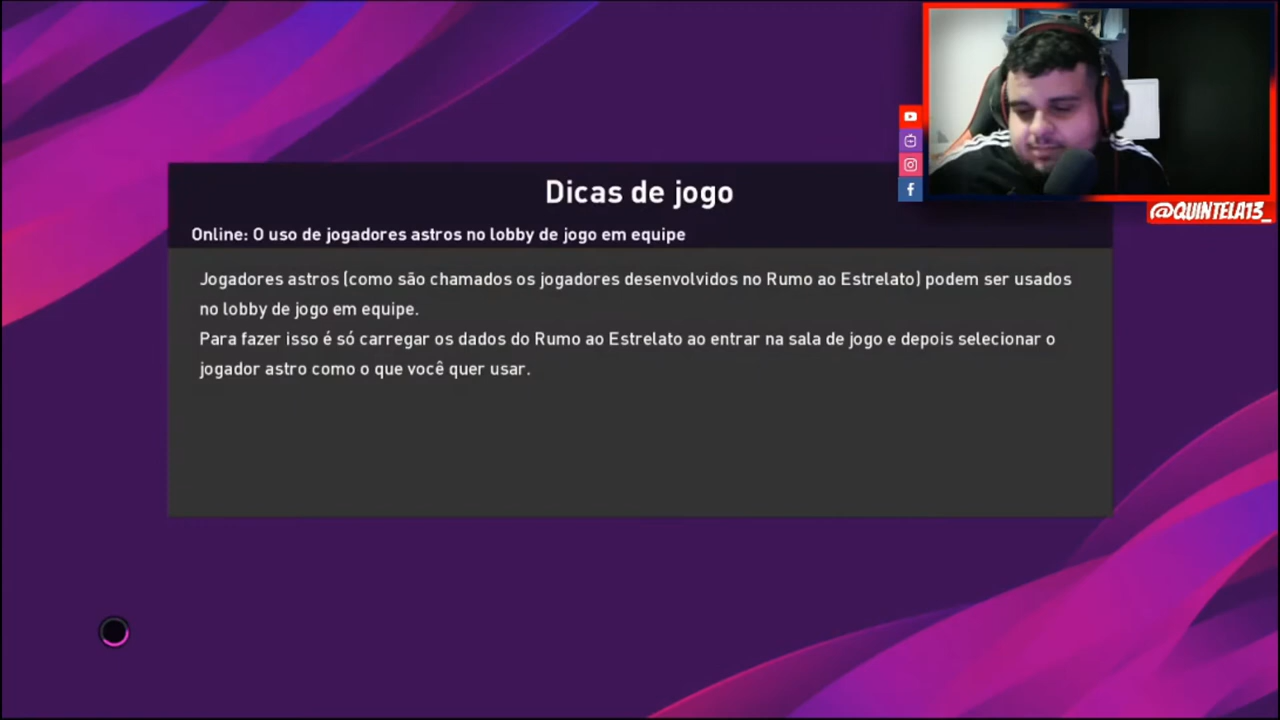 Dicas de jogo
Online: O uso de jogadores astros no lobby de jogo em equipe
Jogadores astros (como são chamados os jogadores desenvolvidos no Rumo ao Estrelato) podem ser usados
no lobby de jogo em equipe.
Para fazer isso é só carregar os dados do Rumo ao Estrelato ao entrar na sala de jogo e depois selecionar o
jogador astro como o que você quer usar.
@QUINTELA13_